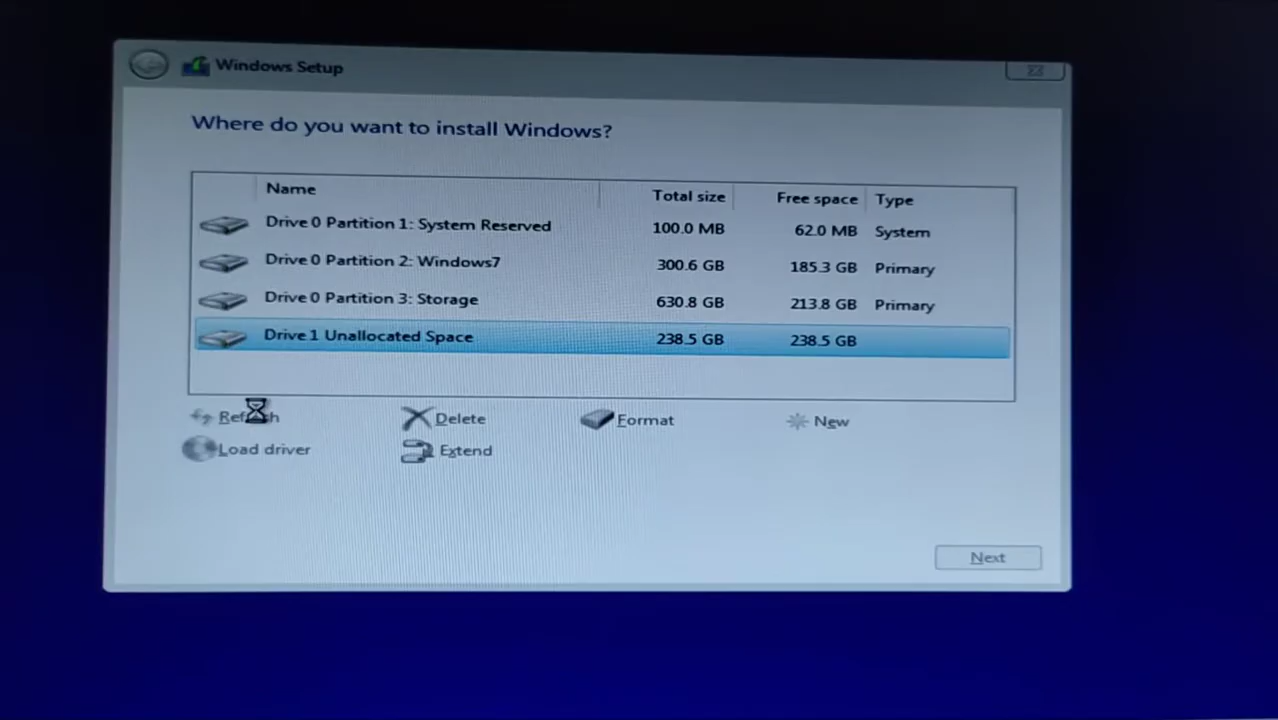 Windows Setup
Where do you want to install Windows?
Name Total size Free space Type
Drive 0 Partition 1: System Reserved 100.0 MB 62.0 MB System
Drive 0 Partition 2: Windows7 300.6 GB 185.3 GB Primary
Drive 0 Partition 3: Storage 630.8 GB 213.8 GB Primary
Drive 1 Unallocated Space 238.5 GB 238.5 GB
Refresh Delete Format New
Load driver Extend
Next